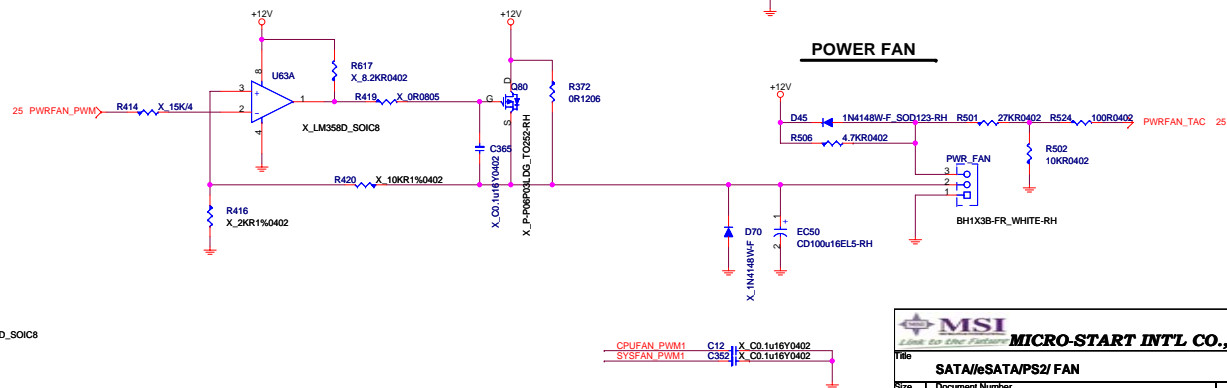 +12V
+12V
8
R617
X_8.2KR0402
U63A
3
+
2
-
1
4
X_LM358D_SOIC8
25 PWRFAN_PWM
R414
X_15K/4
R419
X_0R0805
G
D
S
Q80
X_P-P06P03LDG_TO252-RH
R372
0R1206
C365
X_C0.1u16Y0402
R420
X_10KR1%0402
R416
X_2KR1%0402
POWER FAN
+12V
D45
1N4148W-F_SOD123-RH
R506
4.7KR0402
R501
27KR0402
R524
100R0402
PWRFAN_TAC 25
R502
10KR0402
PWR_FAN
3
2
1
BH1X3B-FR_WHITE-RH
D70
X_1N4148W-F
1
+
2
EC50
CD100u16EL5-RH
D_SOIC8
CPUFAN_PWM1
C12
X_C0.1u16Y0402
SYSFAN_PWM1
C352
X_C0.1u16Y0402
MSI
Link to the Future
MICRO-START INT'L CO.,
Title
SATA//eSATA/PS2/ FAN
Size
Document Number